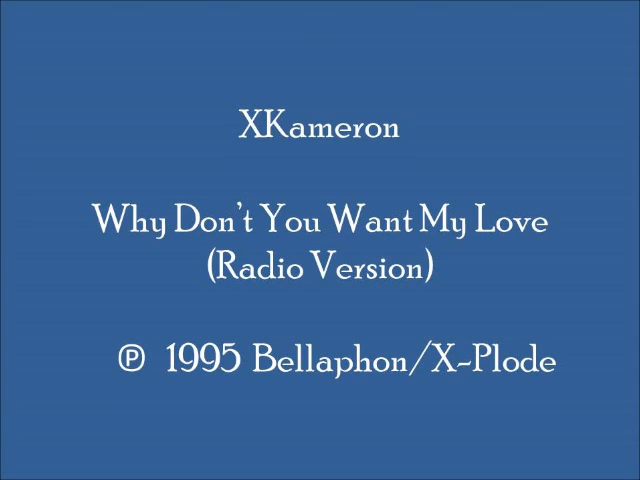 XKameron
Why Don't You Want My Love
(Radio Version)
℗ 1995 Bellaphon/X-Plode